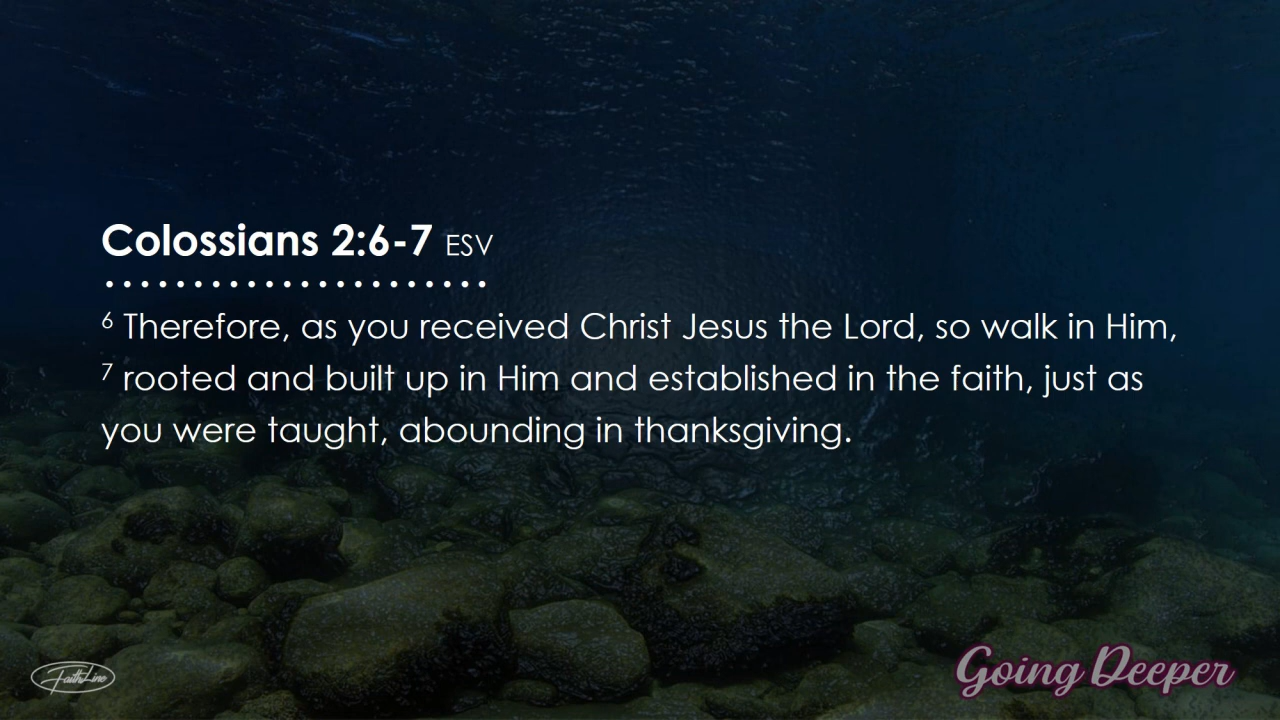 Colossians 2:6-7 ESV
⁶ Therefore, as you received Christ Jesus the Lord, so walk in Him,
⁷ rooted and built up in Him and established in the faith, just as
you were taught, abounding in thanksgiving.
FaithLine
Going Deeper